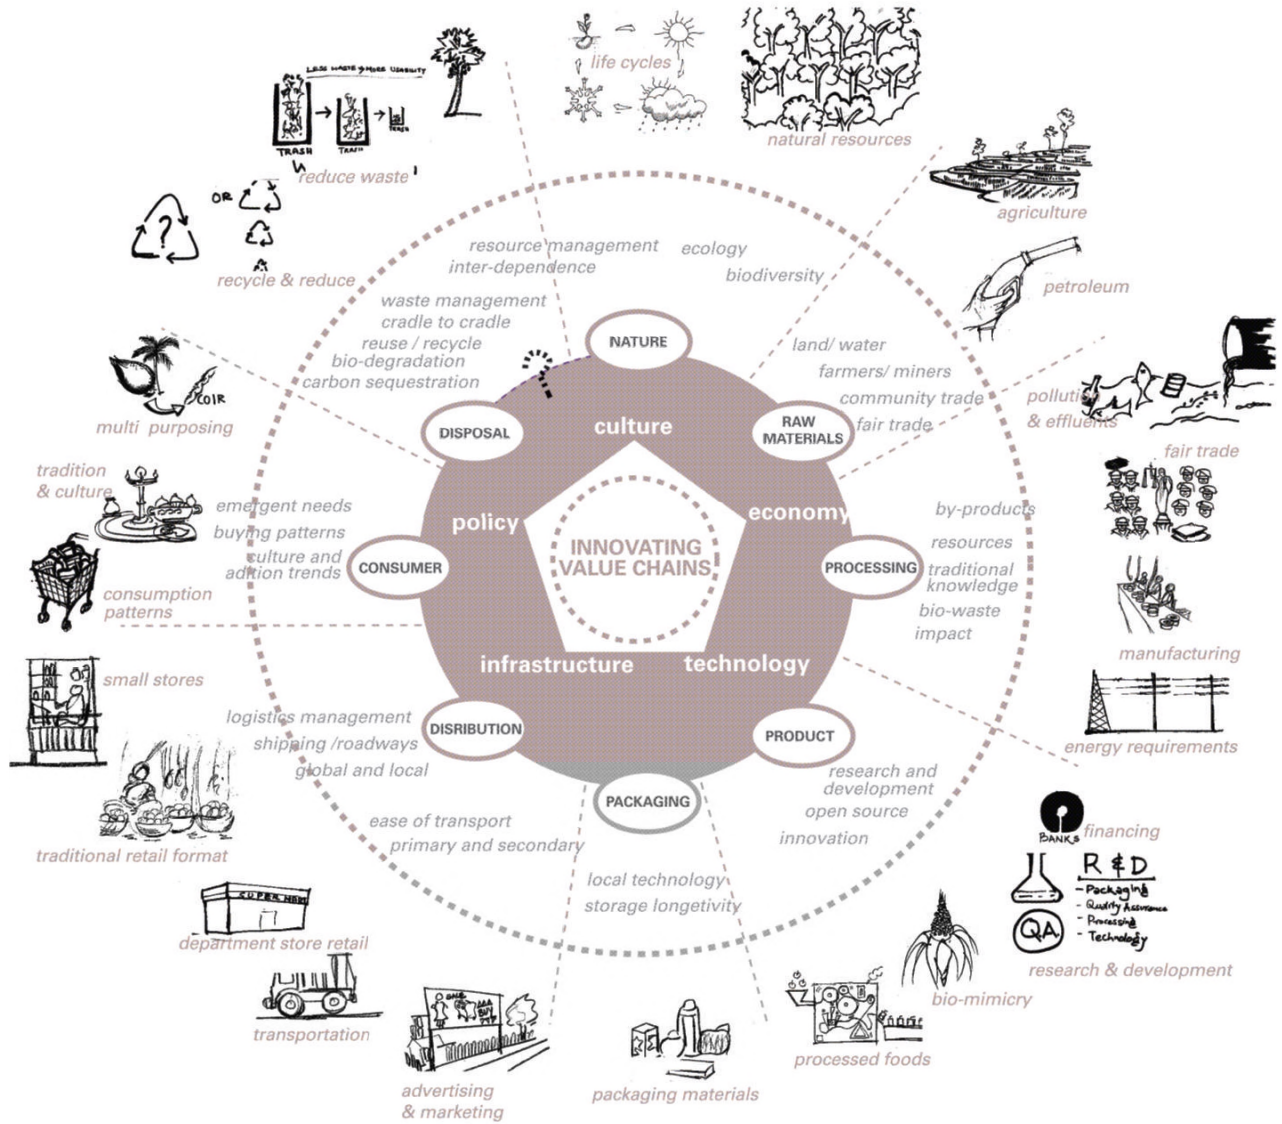 LESS WASTE → MORE USABILITY
TRASH
TRASH
TRASH
reduce waste
OR
?
recycle & reduce
life cycles
natural resources
agriculture
petroleum
pollution
& effluents
fair trade
manufacturing
energy requirements
BANKS
financing
R & D
- Packaging
- Quality Assurance
- Processing
- Technology
QA
research & development
bio-mimicry
processed foods
packaging materials
advertising
& marketing
transportation
SUPER
department store retail
traditional retail format
small stores
consumption
patterns
tradition
& culture
COIR
multi purposing
resource management
inter-dependence
ecology
biodiversity
waste management
cradle to cradle
reuse / recycle
bio-degradation
carbon sequestration
land/ water
farmers/ miners
community trade
fair trade
by-products
resources
traditional
knowledge
bio-waste
impact
research and
development
open source
innovation
local technology
storage longetivity
ease of transport
primary and secondary
logistics management
shipping /roadways
global and local
emergent needs
buying patterns
culture and
adition trends
NATURE
RAW
MATERIALS
PROCESSING
PRODUCT
PACKAGING
DISRIBUTION
CONSUMER
DISPOSAL
?
culture
economy
technology
infrastructure
policy
INNOVATING
VALUE CHAINS